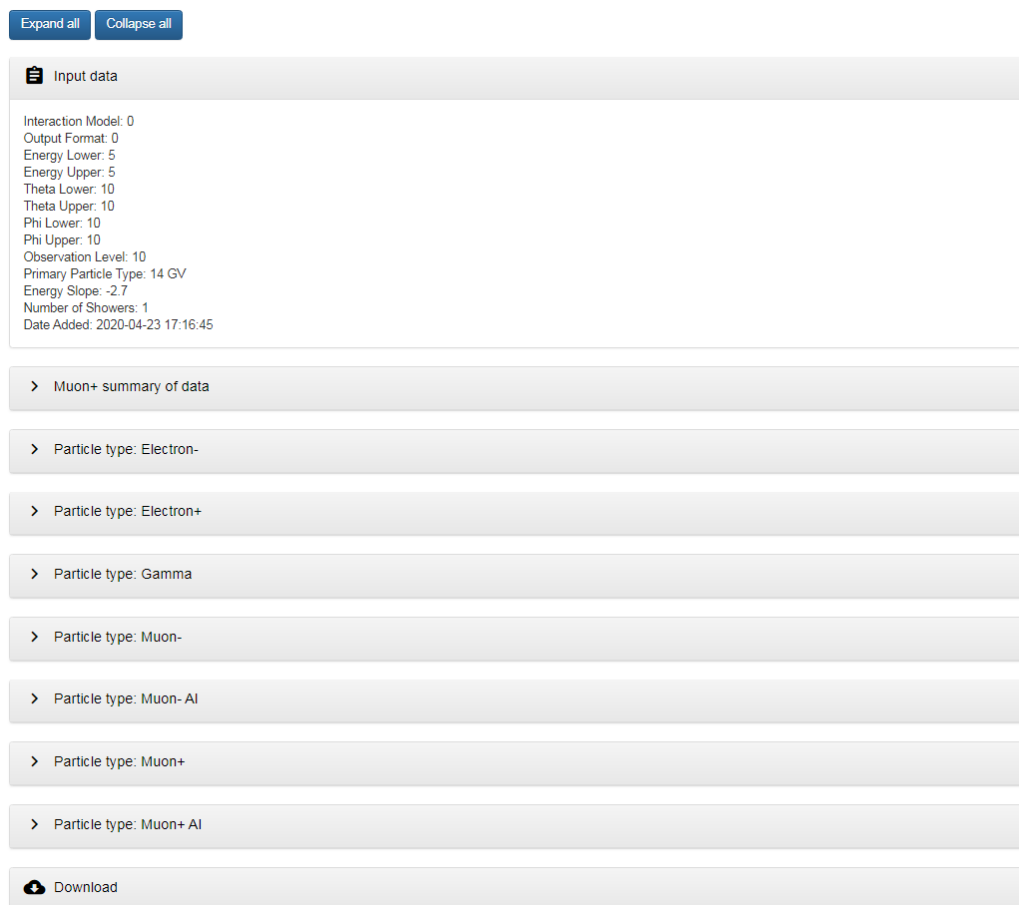 Expand all Collapse all
Input data
Interaction Model: 0
Output Format: 0
Energy Lower: 5
Energy Upper: 5
Theta Lower: 10
Theta Upper: 10
Phi Lower: 10
Phi Upper: 10
Observation Level: 10
Primary Particle Type: 14 GV
Energy Slope: -2.7
Number of Showers: 1
Date Added: 2020-04-23 17:16:45
Muon+ summary of data
Particle type: Electron-
Particle type: Electron+
Particle type: Gamma
Particle type: Muon-
Particle type: Muon- AI
Particle type: Muon+
Particle type: Muon+ AI
Download